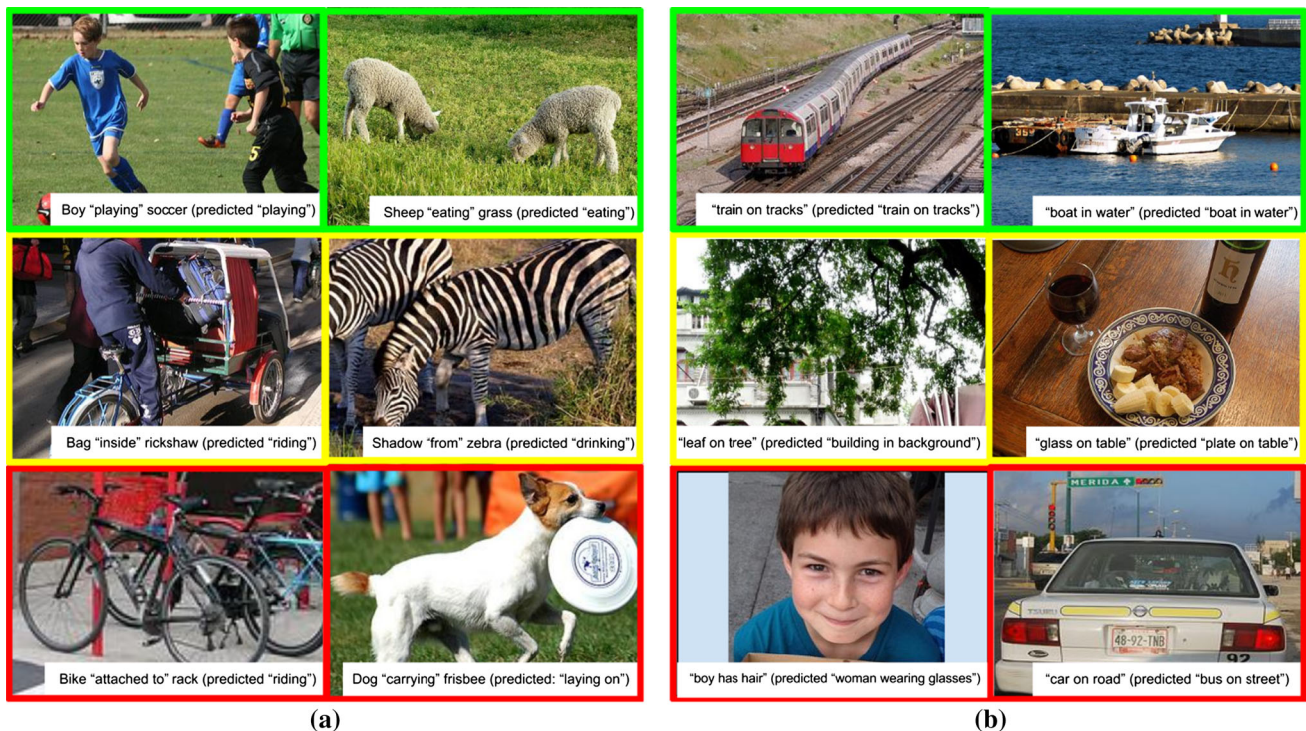 Boy “playing” soccer (predicted “playing”)
Sheep “eating” grass (predicted “eating”)
“train on tracks” (predicted “train on tracks”)
359
“boat in water” (predicted “boat in water”)
5
Bag “inside” rickshaw (predicted “riding”)
Shadow “from” zebra (predicted “drinking”)
“leaf on tree” (predicted “building in background”)
“glass on table” (predicted “plate on table”)
Bike “attached to” rack (predicted “riding”)
Dog “carrying” frisbee (predicted: “laying on”)
“boy has hair” (predicted “woman wearing glasses”)
MERIDA
TSURU
48-92-TNB
92
“car on road” (predicted “bus on street”)
(a)
(b)